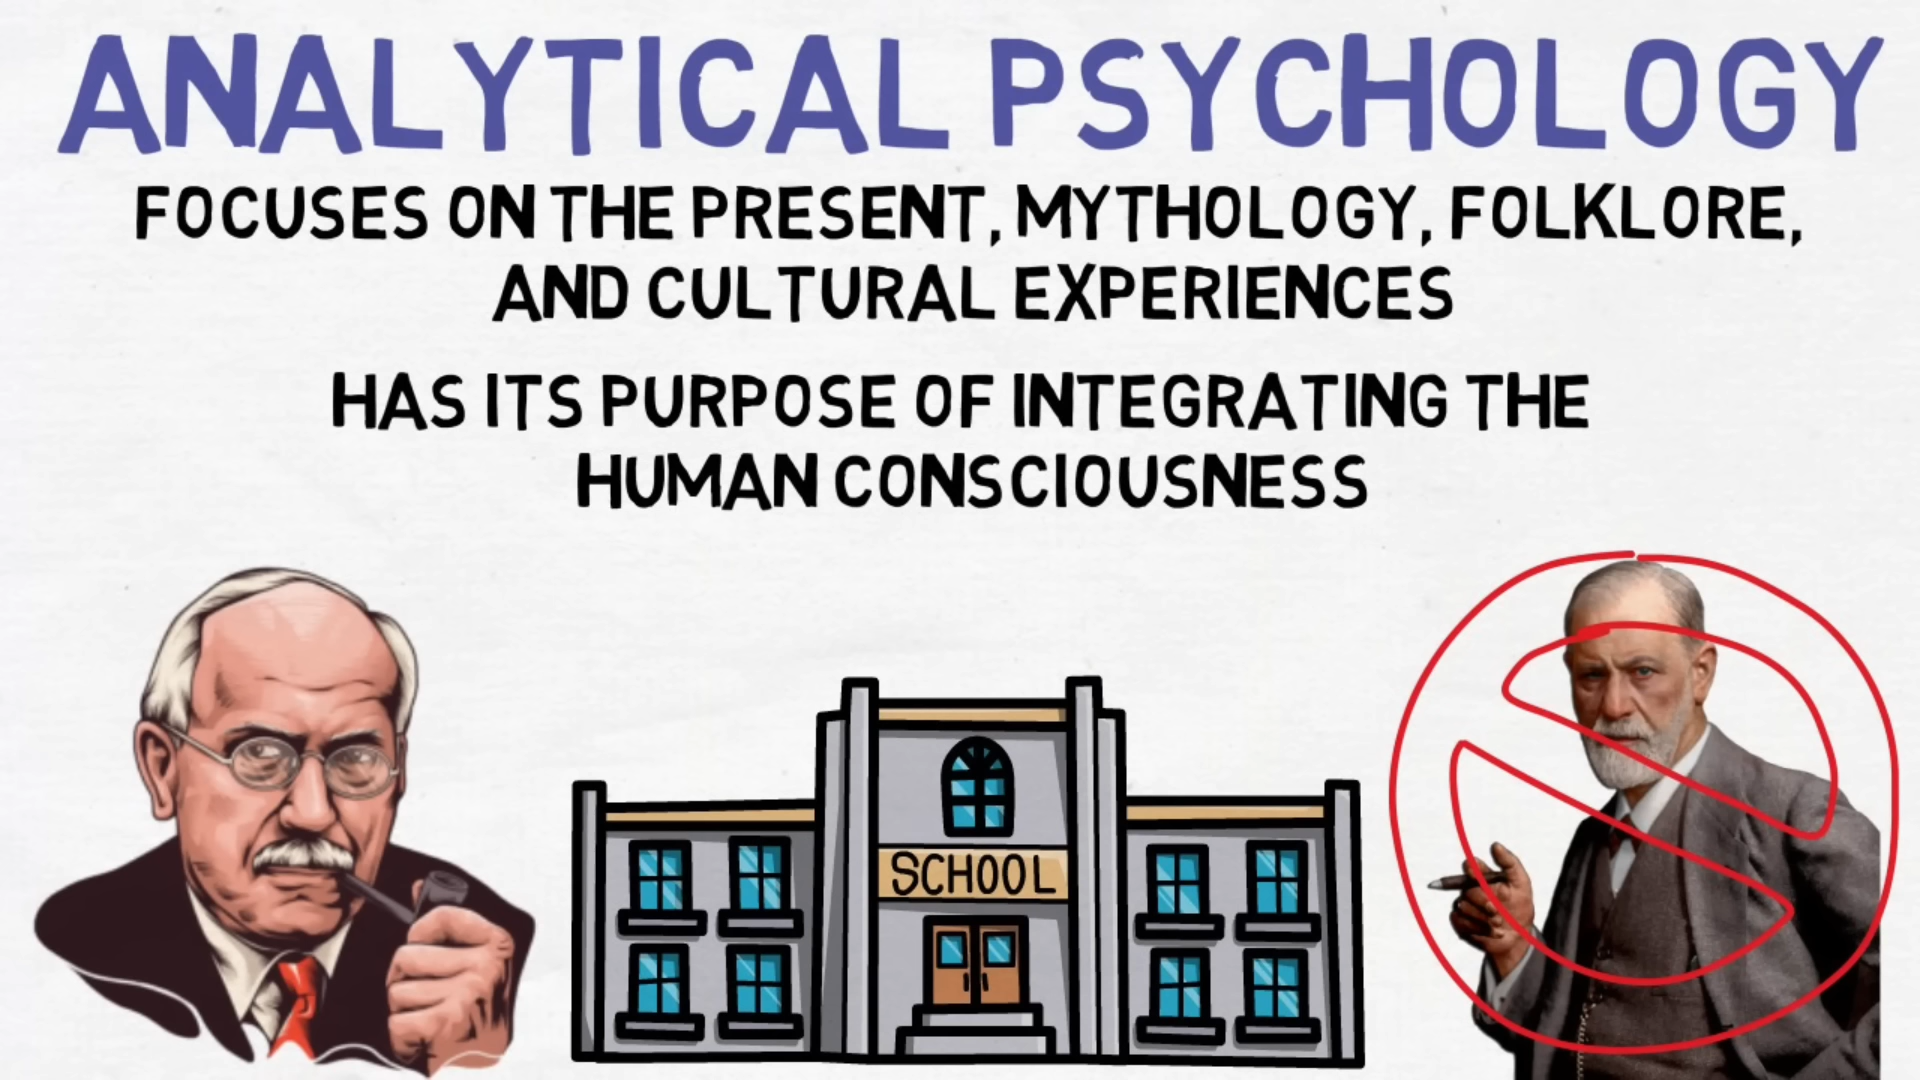 ANALYTICAL PSYCHOLOGY
FOCUSES ON THE PRESENT, MYTHOLOGY, FOLKLORE,
AND CULTURAL EXPERIENCES
HAS ITS PURPOSE OF INTEGRATING THE
HUMAN CONSCIOUSNESS
SCHOOL